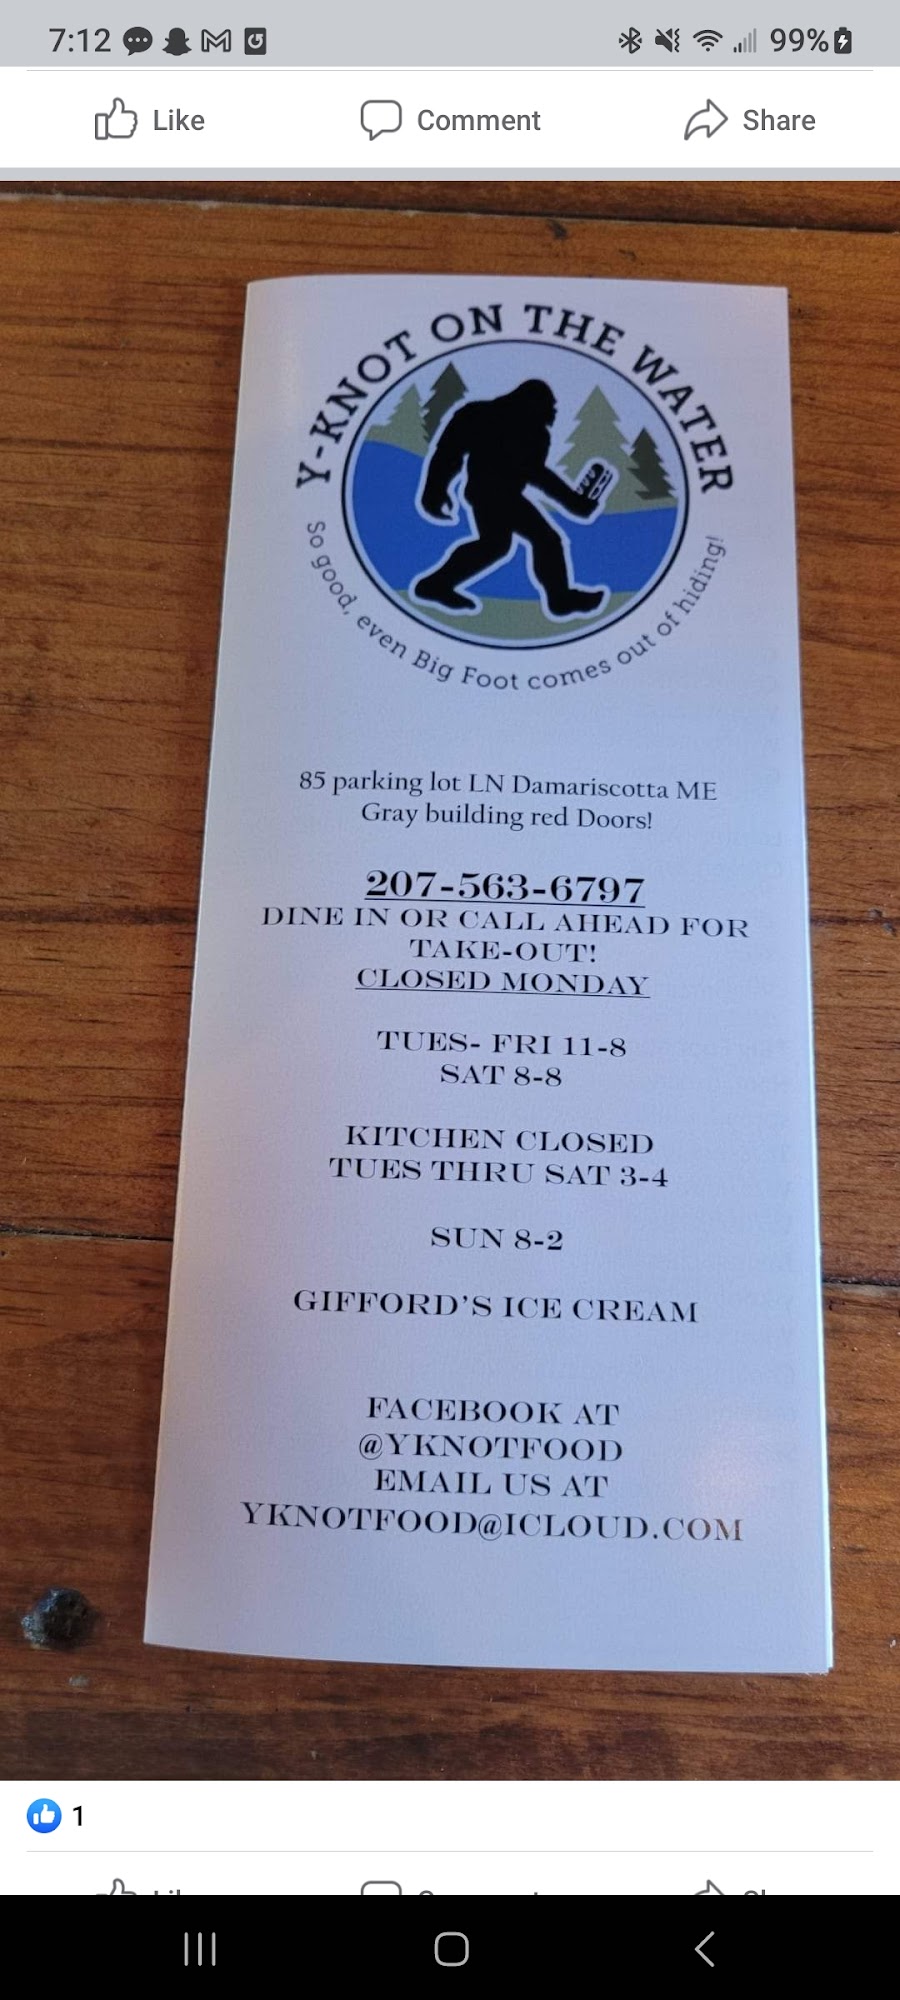 7:12
99%
Like
Comment
Share
Y-KNOT ON THE WATER
So good, even Big Foot comes out of hiding!
85 parking lot LN Damariscotta ME
Gray building red Doors!
207-563-6797
DINE IN OR CALL AHEAD FOR
TAKE-OUT!
CLOSED MONDAY
TUES- FRI 11-8
SAT 8-8
KITCHEN CLOSED
TUES THRU SAT 3-4
SUN 8-2
GIFFORD'S ICE CREAM
FACEBOOK AT
@YKNOTFOOD
EMAIL US AT
YKNOTFOOD@ICLOUD.COM
1